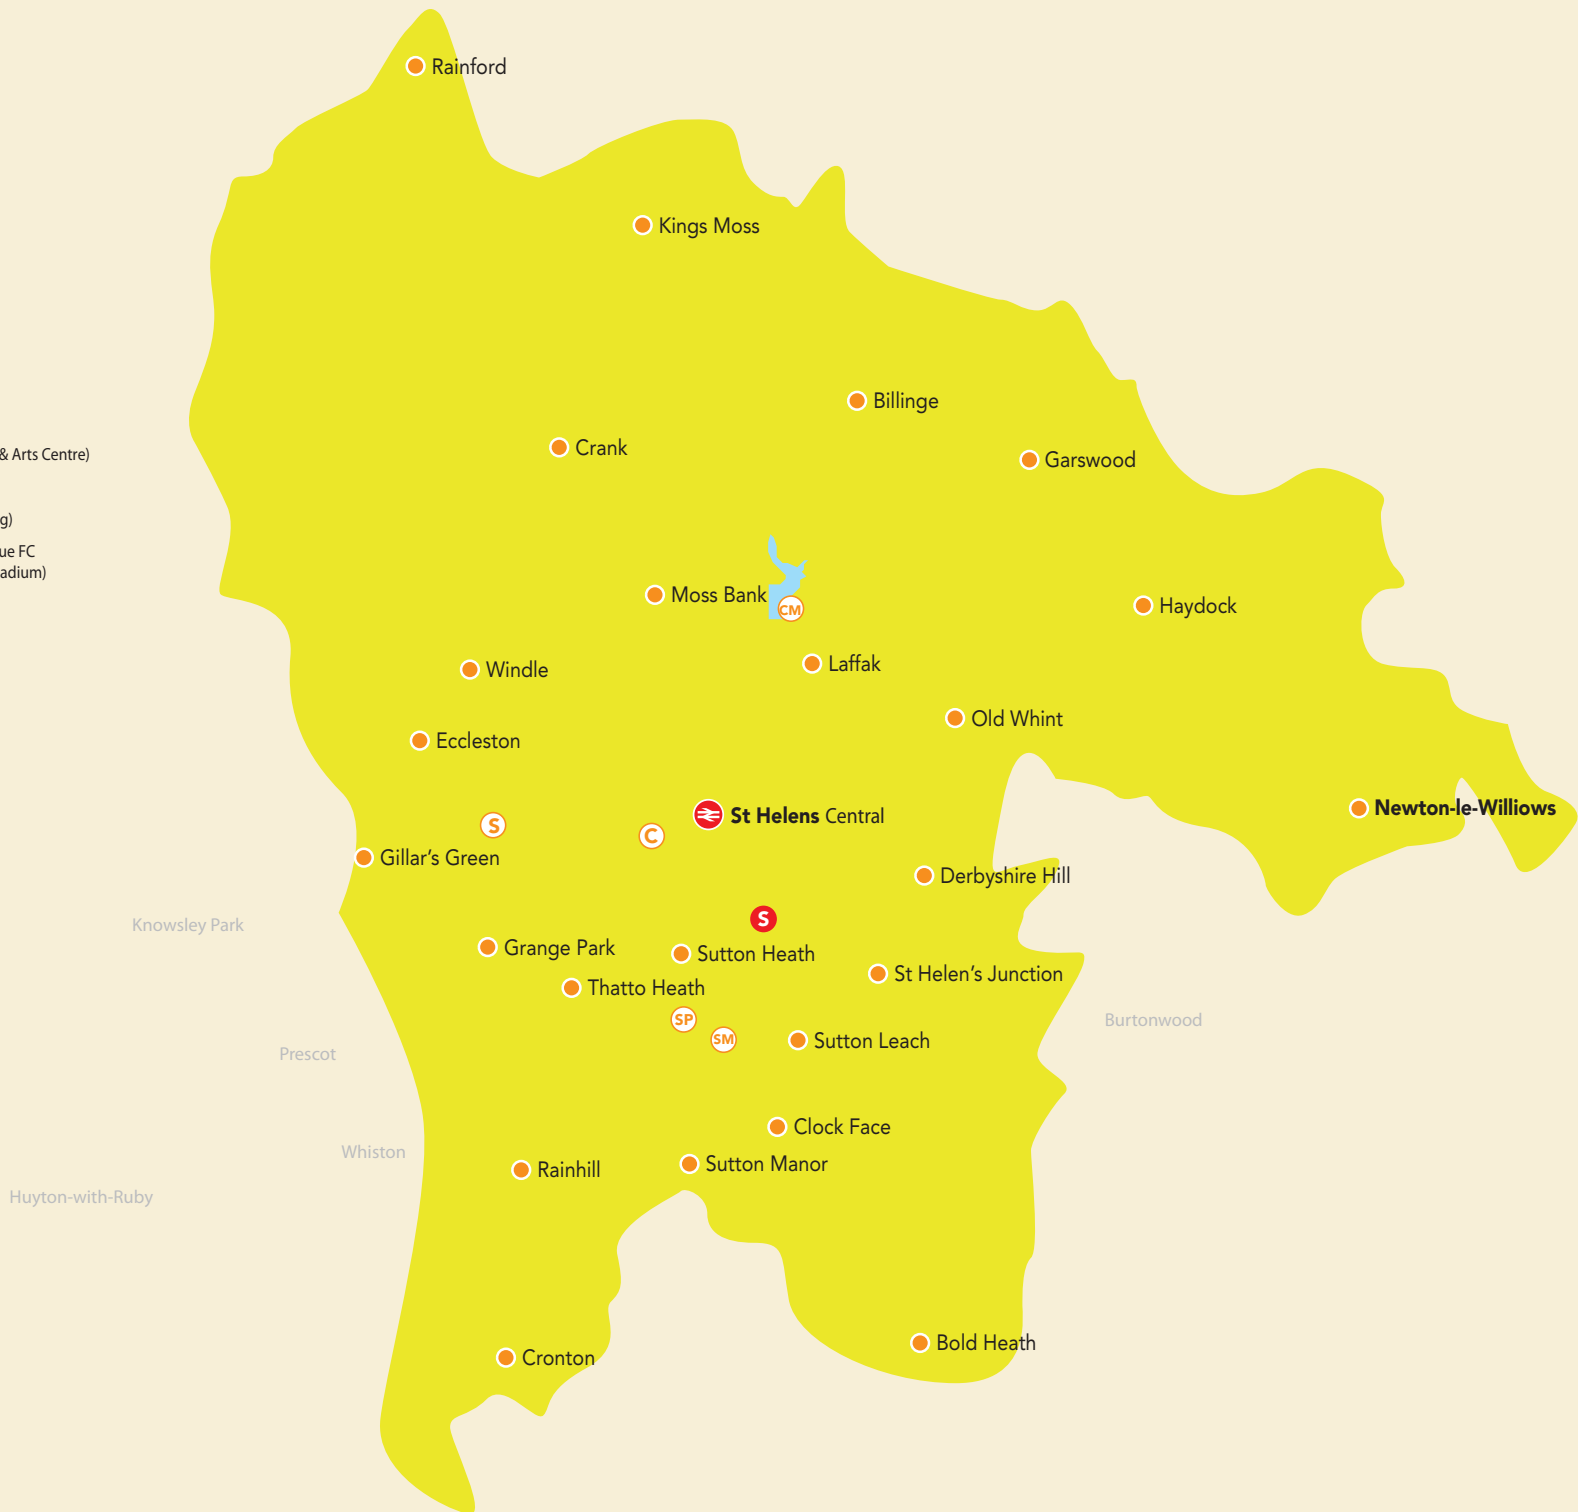 Rainford
Kings Moss
Billinge
Crank
& Arts Centre)
Garswood
g)
ue FC
adium)
Moss Bank
CM
Haydock
Laffak
Windle
Old Whint
Eccleston
Newton-le-Williows
St Helens Central
S
C
Gillar's Green
Derbyshire Hill
S
Knowsley Park
Grange Park
Sutton Heath
St Helen's Junction
Thatto Heath
SP
Burtonwood
SM
Sutton Leach
Prescot
Clock Face
Whiston
Sutton Manor
Rainhill
Huyton-with-Ruby
Bold Heath
Cronton